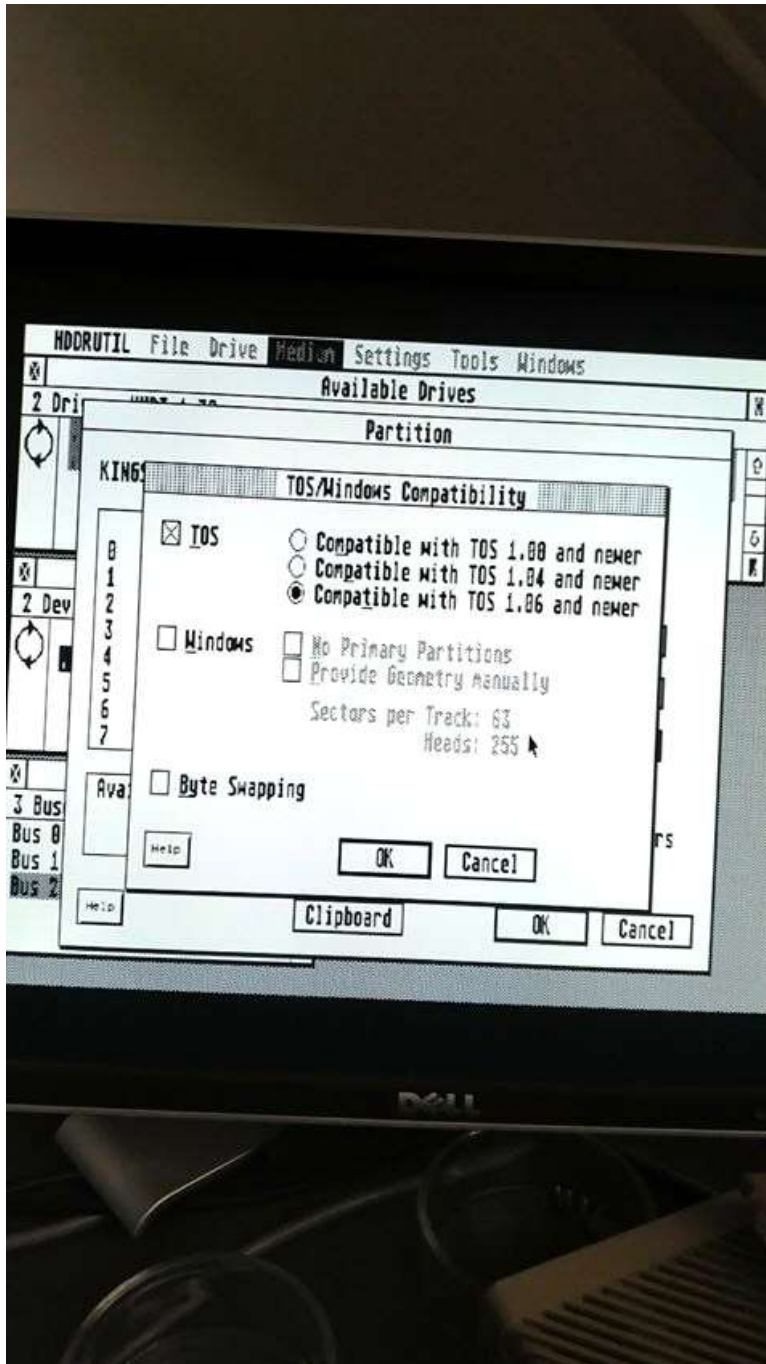 HDDRUTIL File Drive Medium Settings Tools Windows
Available Drives
2 Dri
Partition
KINGS
TOS/Windows Compatibility
TOS
Compatible with TOS 1.00 and newer
Compatible with TOS 1.04 and newer
Compatible with TOS 1.06 and newer
0
1
2
3
4
5
6
7
2 Dev
Windows
No Primary Partitions
Provide Geometry manually
Sectors per Track: 63
Heads: 255
Avai
Byte Swapping
3 Bus
Bus 0
Bus 1
Bus 2
rs
Help
OK
Cancel
Help
Clipboard
OK
Cancel
DELL